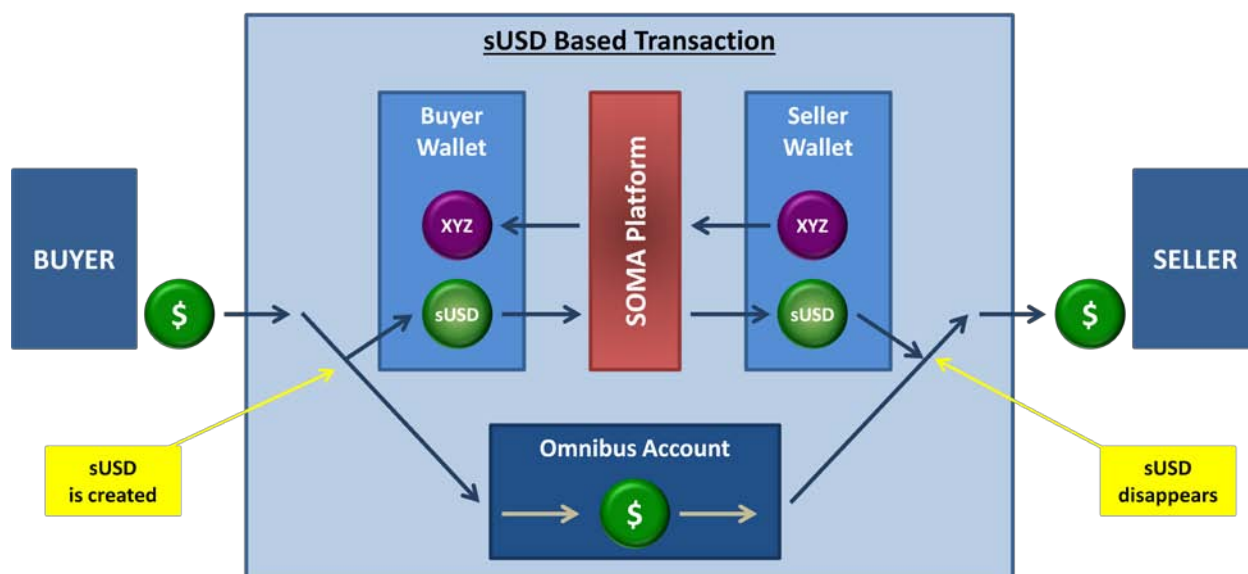 sUSD Based Transaction
Buyer
Wallet
SOMA Platform
Seller
Wallet
XYZ
XYZ
BUYER
SELLER
$
sUSD
sUSD
$
Omnibus Account
$
sUSD
is created
sUSD
disappears